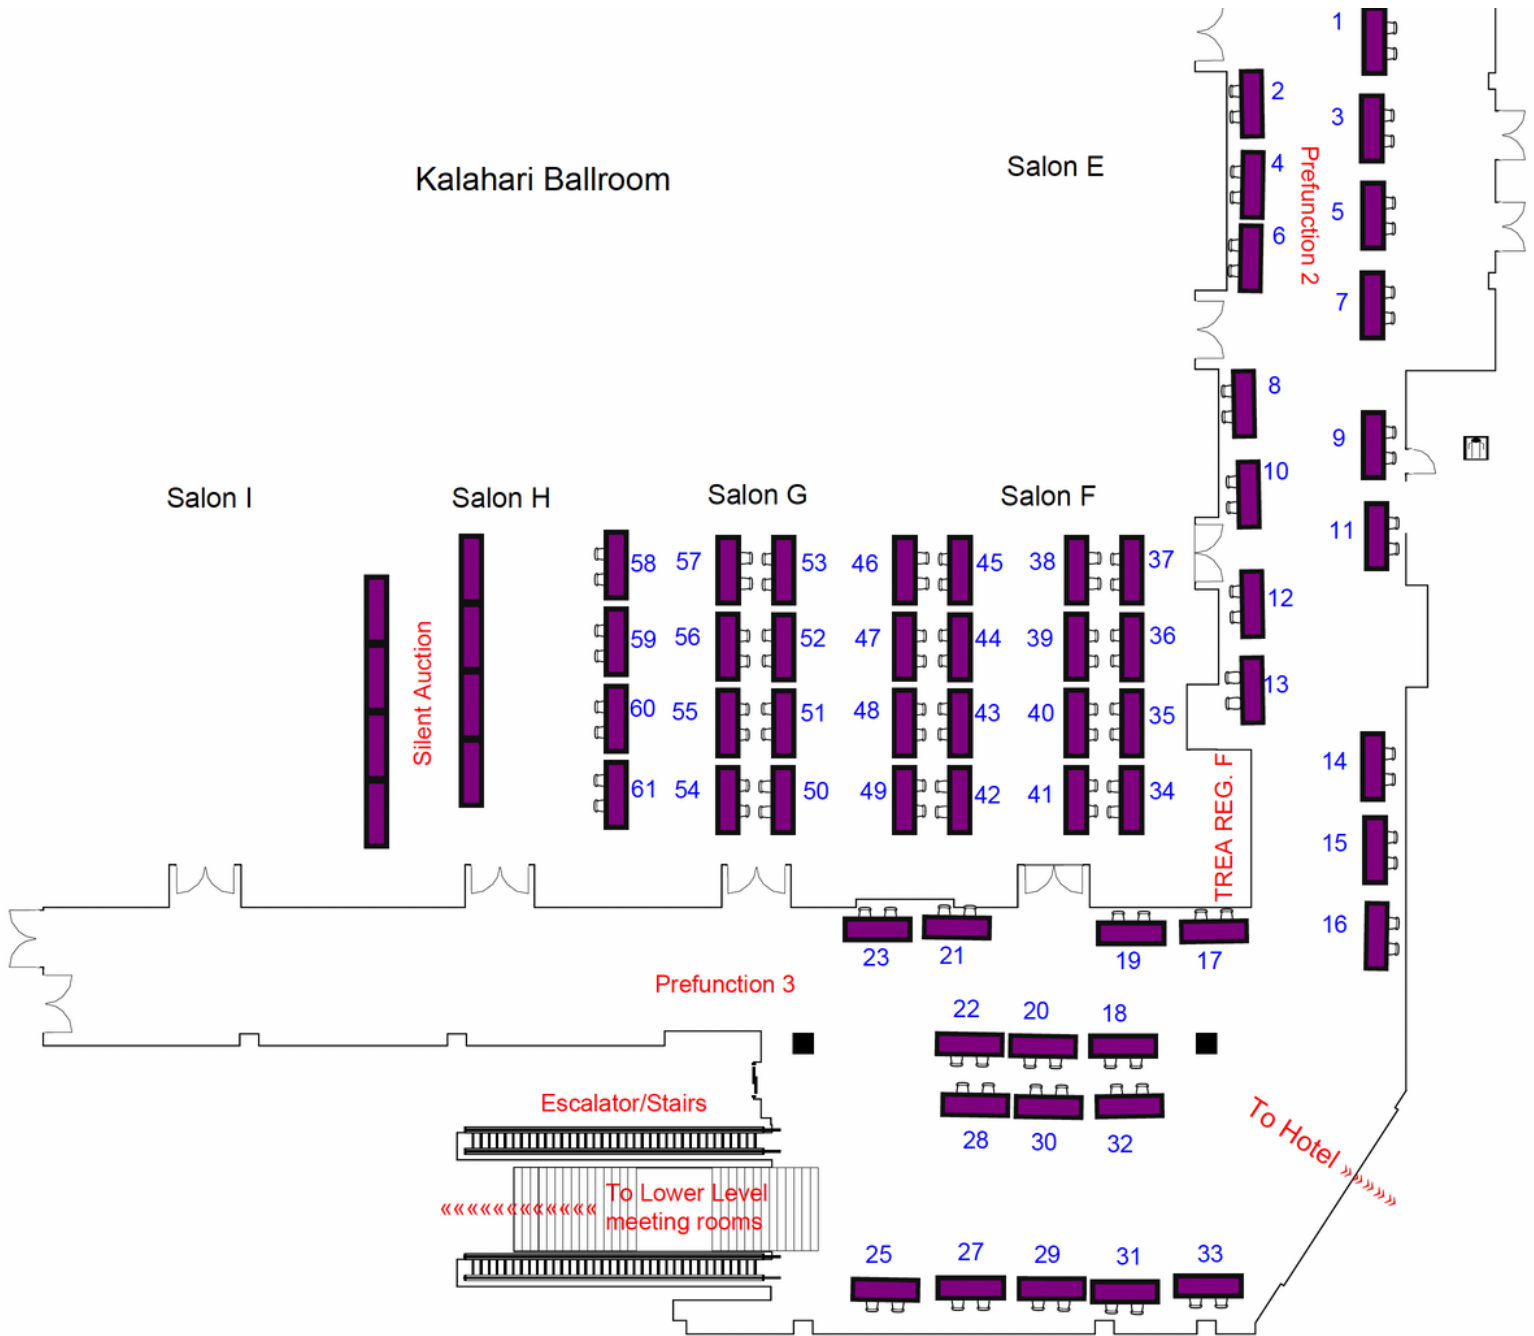 1
2
3
Kalahari Ballroom
Salon E
Prefunction 2
4
5
6
7
8
9
10
11
Salon I
Salon H
Salon G
Salon F
58 57 53 46 45 38 37
12
59 56 52 47 44 39 36
Silent Auction
13
60 55 51 48 43 40 35
14
61 54 50 49 42 41 34
TREA REG. F
15
16
23 21 19 17
Prefunction 3
22 20 18
Escalator/Stairs
28 30 32
To Hotel »»»»»
««««««««««««
To Lower Level
meeting rooms
25 27 29 31 33